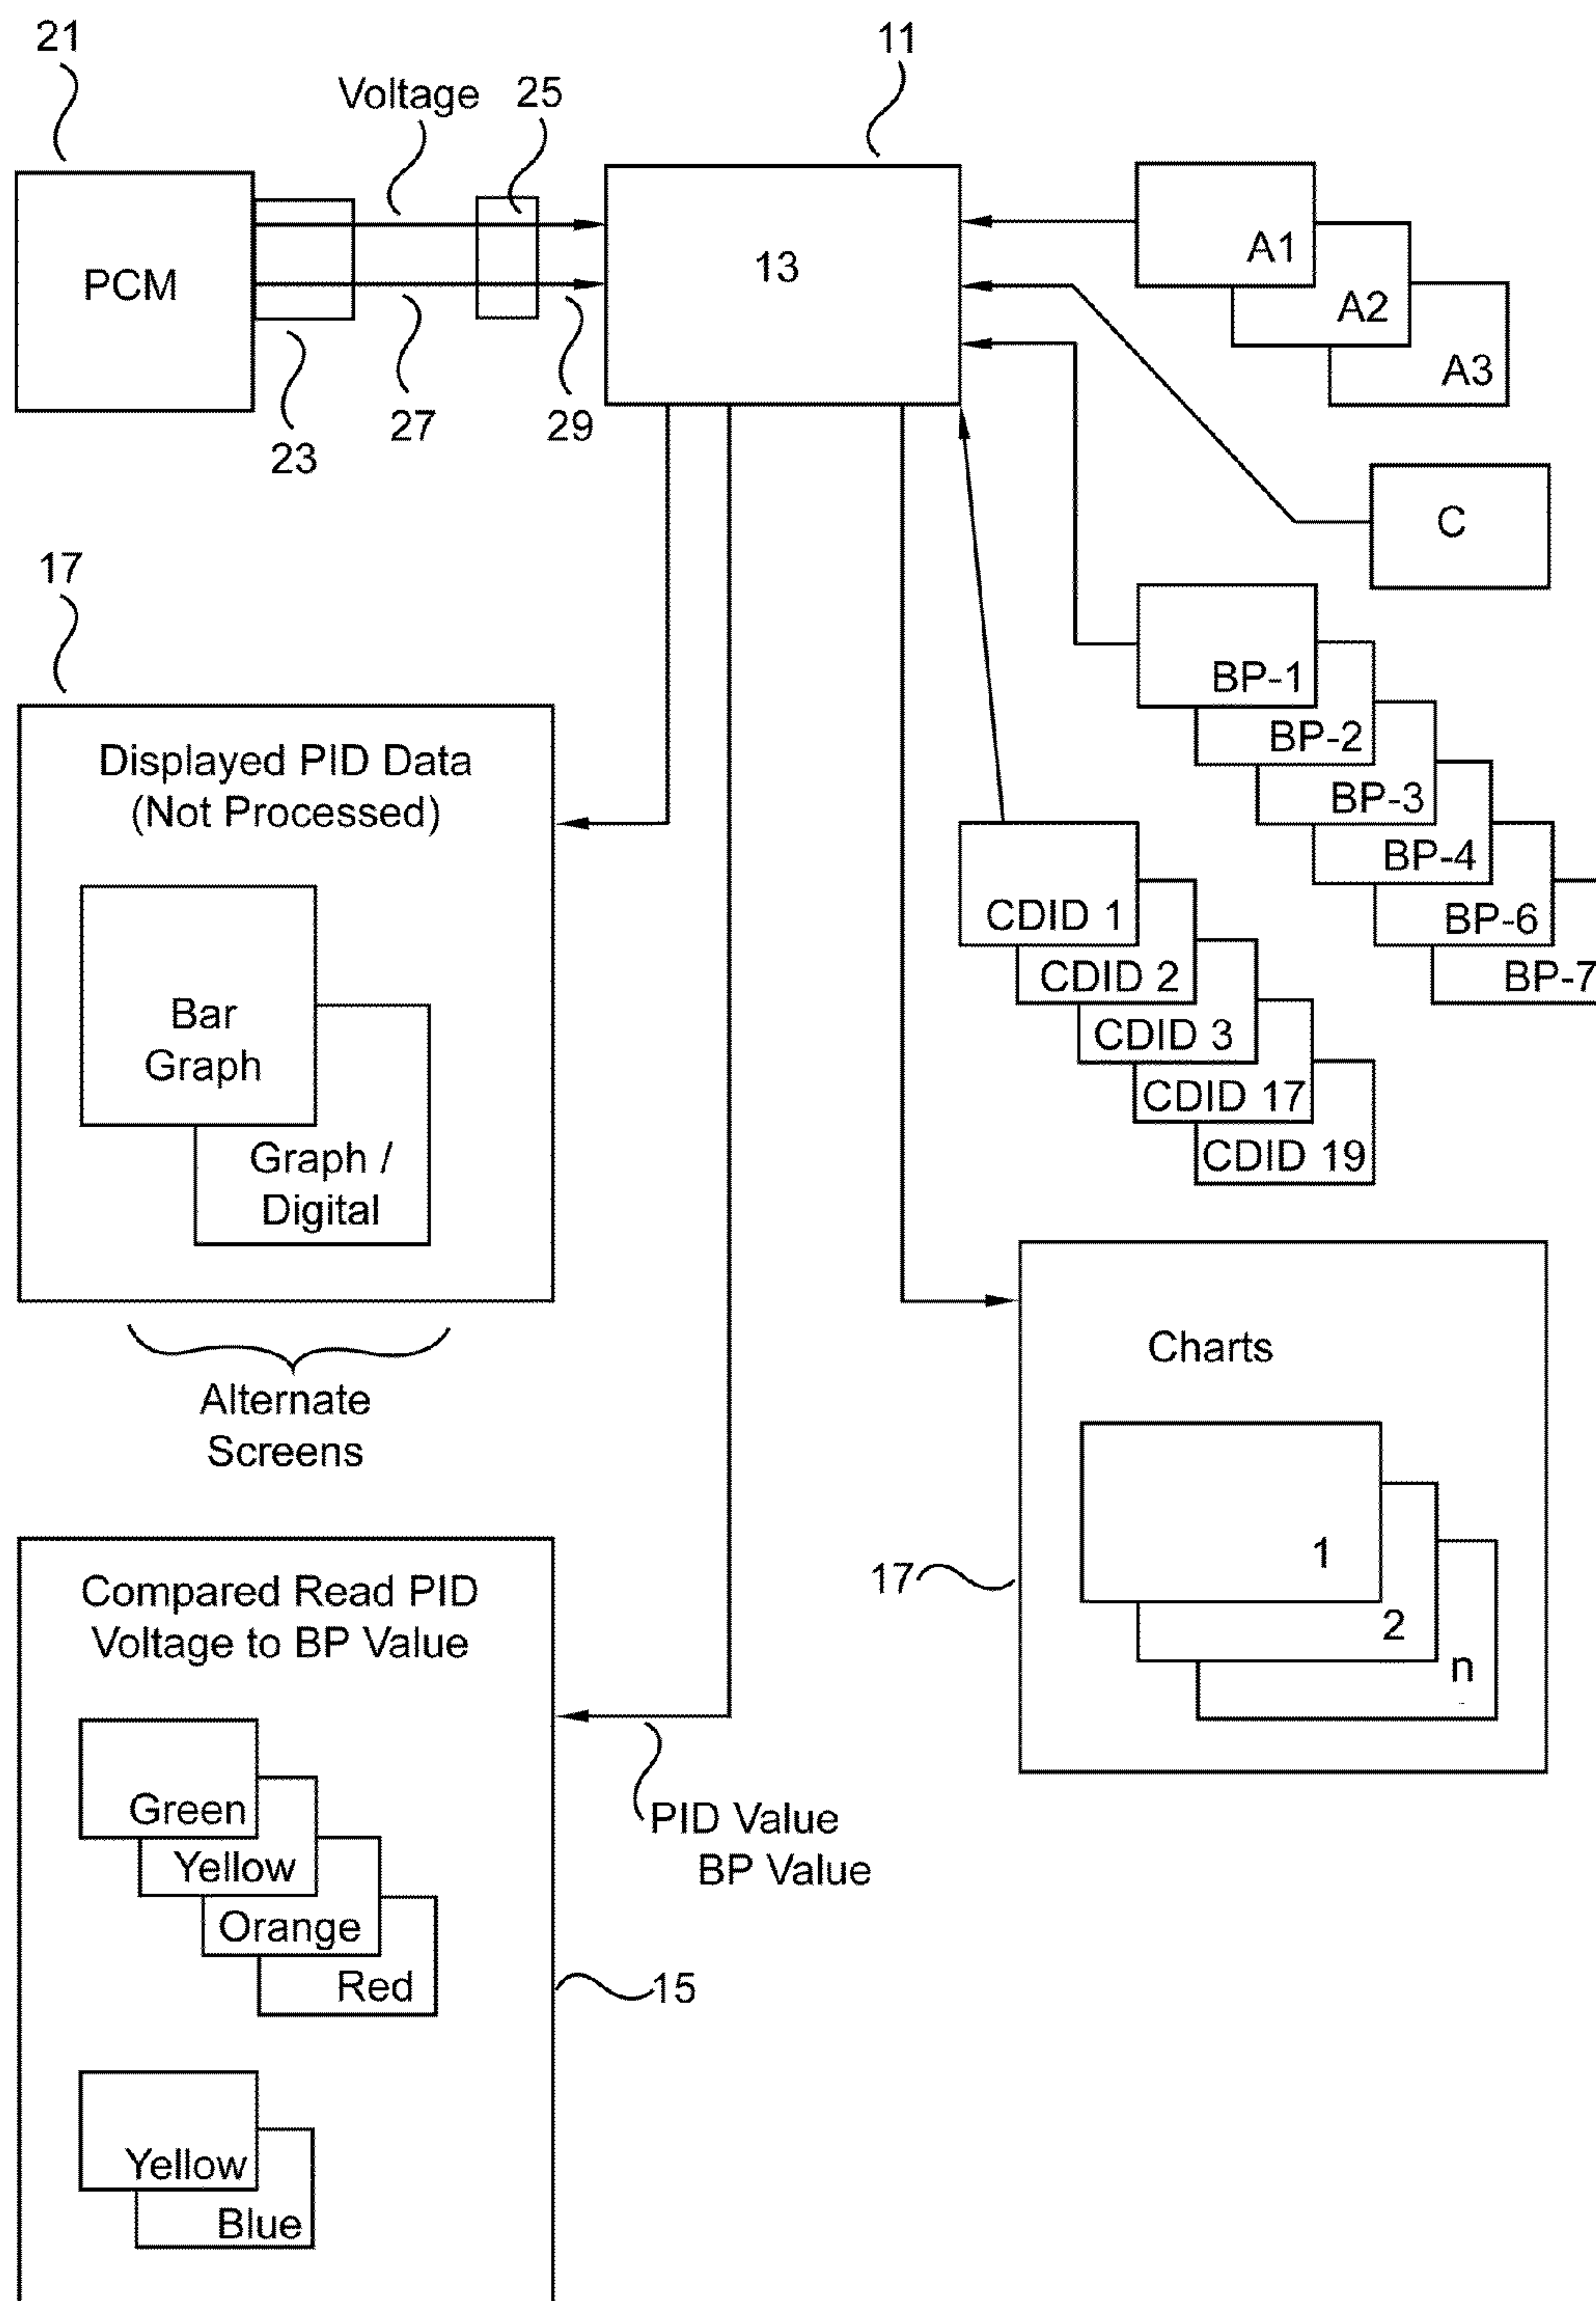 21
11
Voltage
25
PCM
13
A1
A2
A3
23
27
29
C
17
BP-1
BP-2
BP-3
BP-4
BP-6
BP-7
Displayed PID Data
(Not Processed)
Bar
Graph
Graph /
Digital
CDID 1
CDID 2
CDID 3
CDID 17
CDID 19
Alternate
Screens
Charts
1
2
n
17
Compared Read PID
Voltage to BP Value
Green
Yellow
Orange
Red
PID Value
BP Value
15
Yellow
Blue